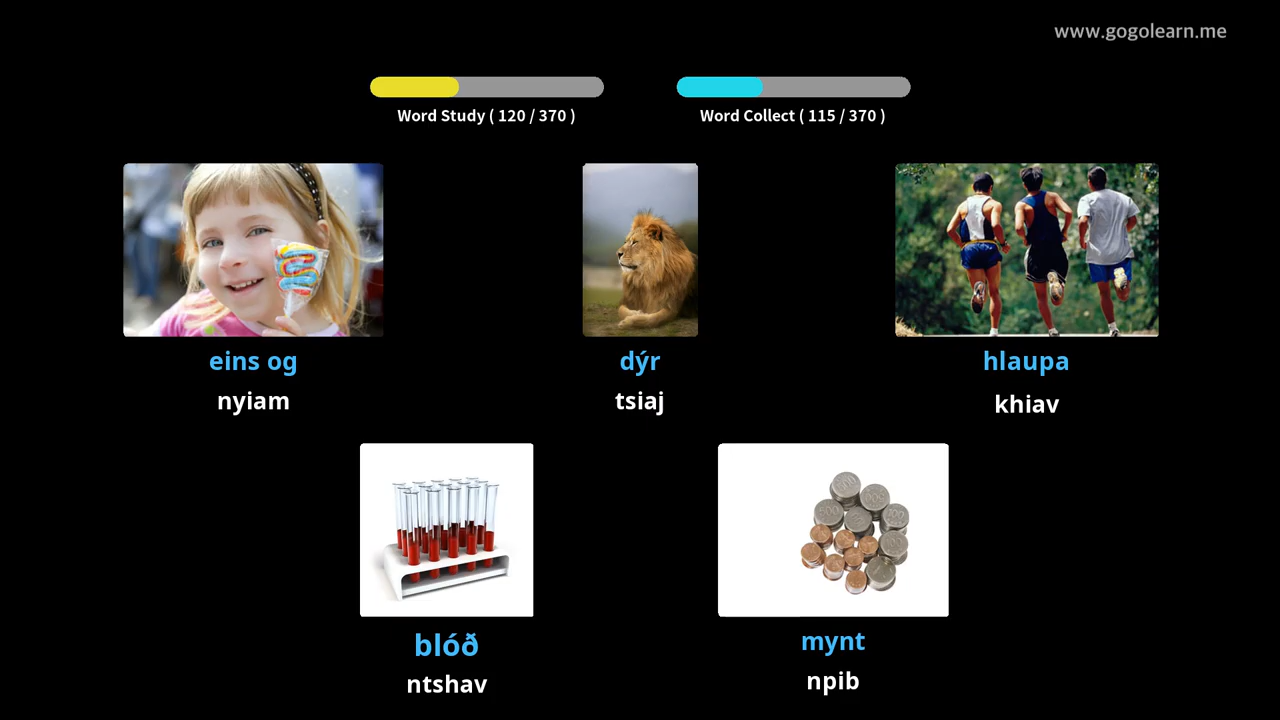 www.gogolearn.me
Word Study ( 120 / 370 )
Word Collect ( 115 / 370 )
eins og
dýr
hlaupa
nyiam
tsiaj
khiav
blóð
mynt
ntshav
npib